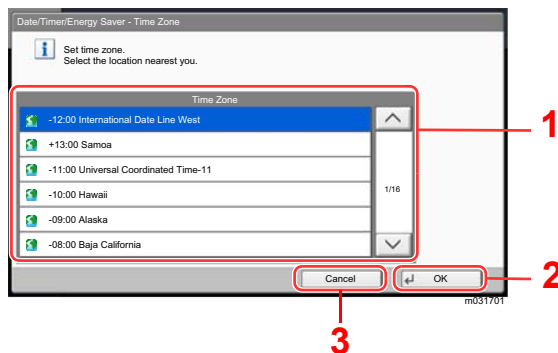 Date/Timer/Energy Saver - Time Zone
i
Set time zone.
Select the location nearest you.
Time Zone
-12:00 International Date Line West
+13:00 Samoa
-11:00 Universal Coordinated Time-11
-10:00 Hawaii
-09:00 Alaska
-08:00 Baja California
1/16
1
Cancel
OK
2
m031701
3